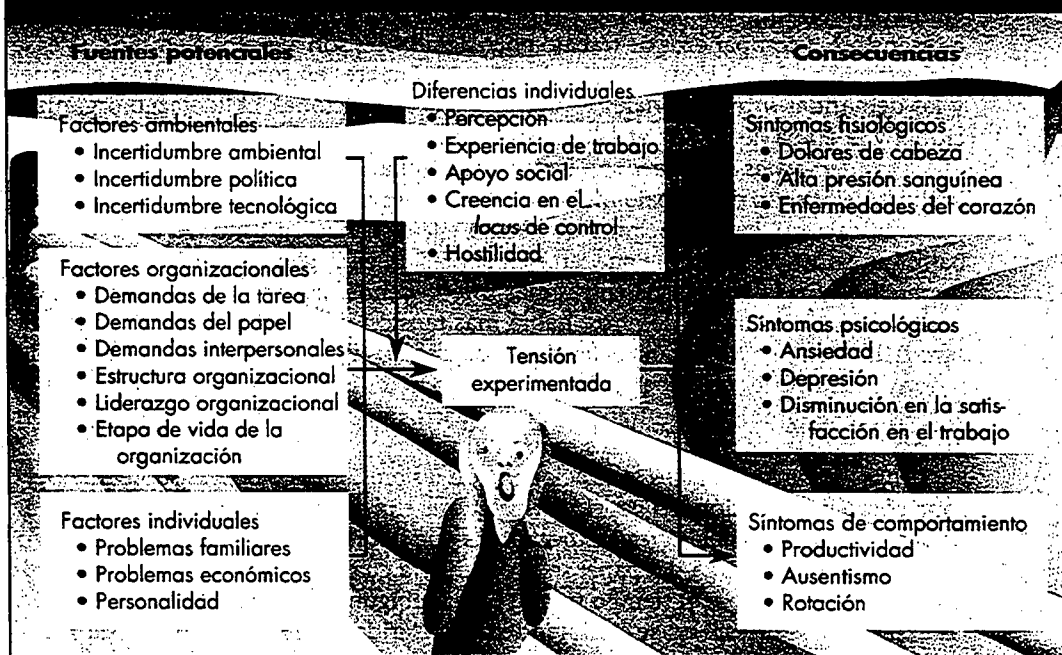 Fuentes potenciales
Factores ambientales
• Incertidumbre ambiental
• Incertidumbre política
• Incertidumbre tecnológica
Factores organizacionales
• Demandas de la tarea
• Demandas del papel
• Demandas interpersonales
• Estructura organizacional
• Liderazgo organizacional
• Etapa de vida de la
organización
Factores individuales
• Problemas familiares
• Problemas económicos
• Personalidad
Diferencias individuales
• Percepción
• Experiencia de trabajo
• Apoyo social
• Creencia en el
locus de control
• Hostilidad
Tensión
experimentada
Consecuencias
Síntomas fisiológicos
• Dolores de cabeza
• Alta presión sanguínea
• Enfermedades del corazón
Síntomas psicológicos
• Ansiedad
• Depresión
• Disminución en la satis-
facción en el trabajo
Síntomas de comportamiento
• Productividad
• Ausentismo
• Rotación